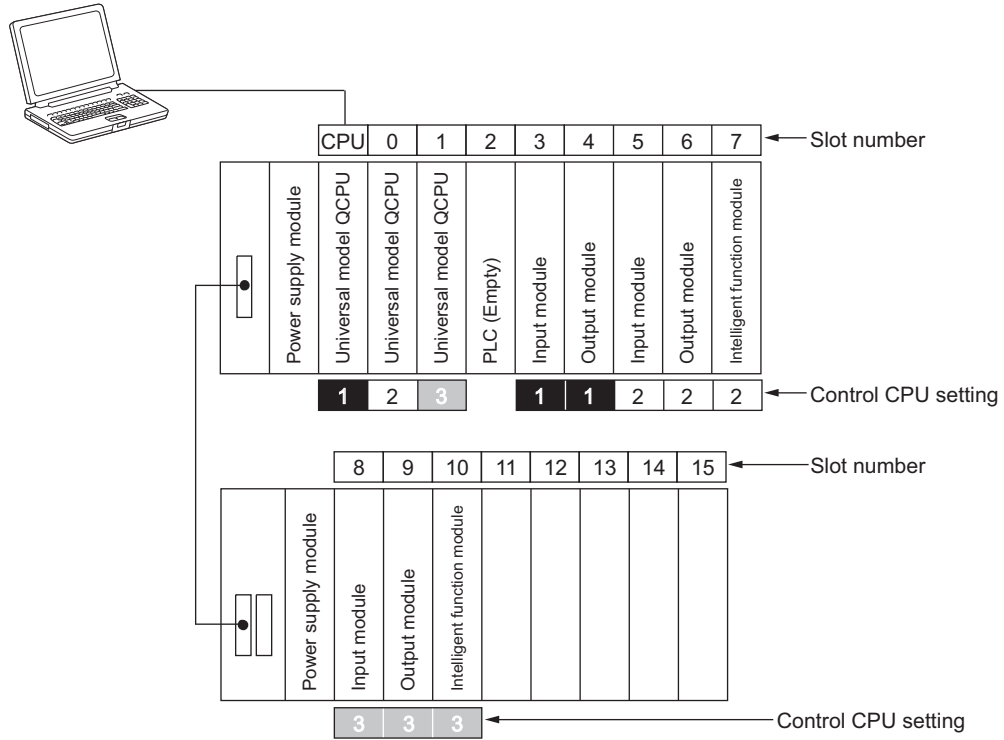 CPU 0 1 2 3 4 5 6 7
Slot number
Power supply module
Universal model QCPU
Universal model QCPU
Universal model QCPU
PLC (Empty)
Input module
Output module
Input module
Output module
Intelligent function module
1 2 3 1 1 2 2 2
Control CPU setting
8 9 10 11 12 13 14 15
Slot number
Power supply module
Input module
Output module
Intelligent function module
3 3 3
Control CPU setting